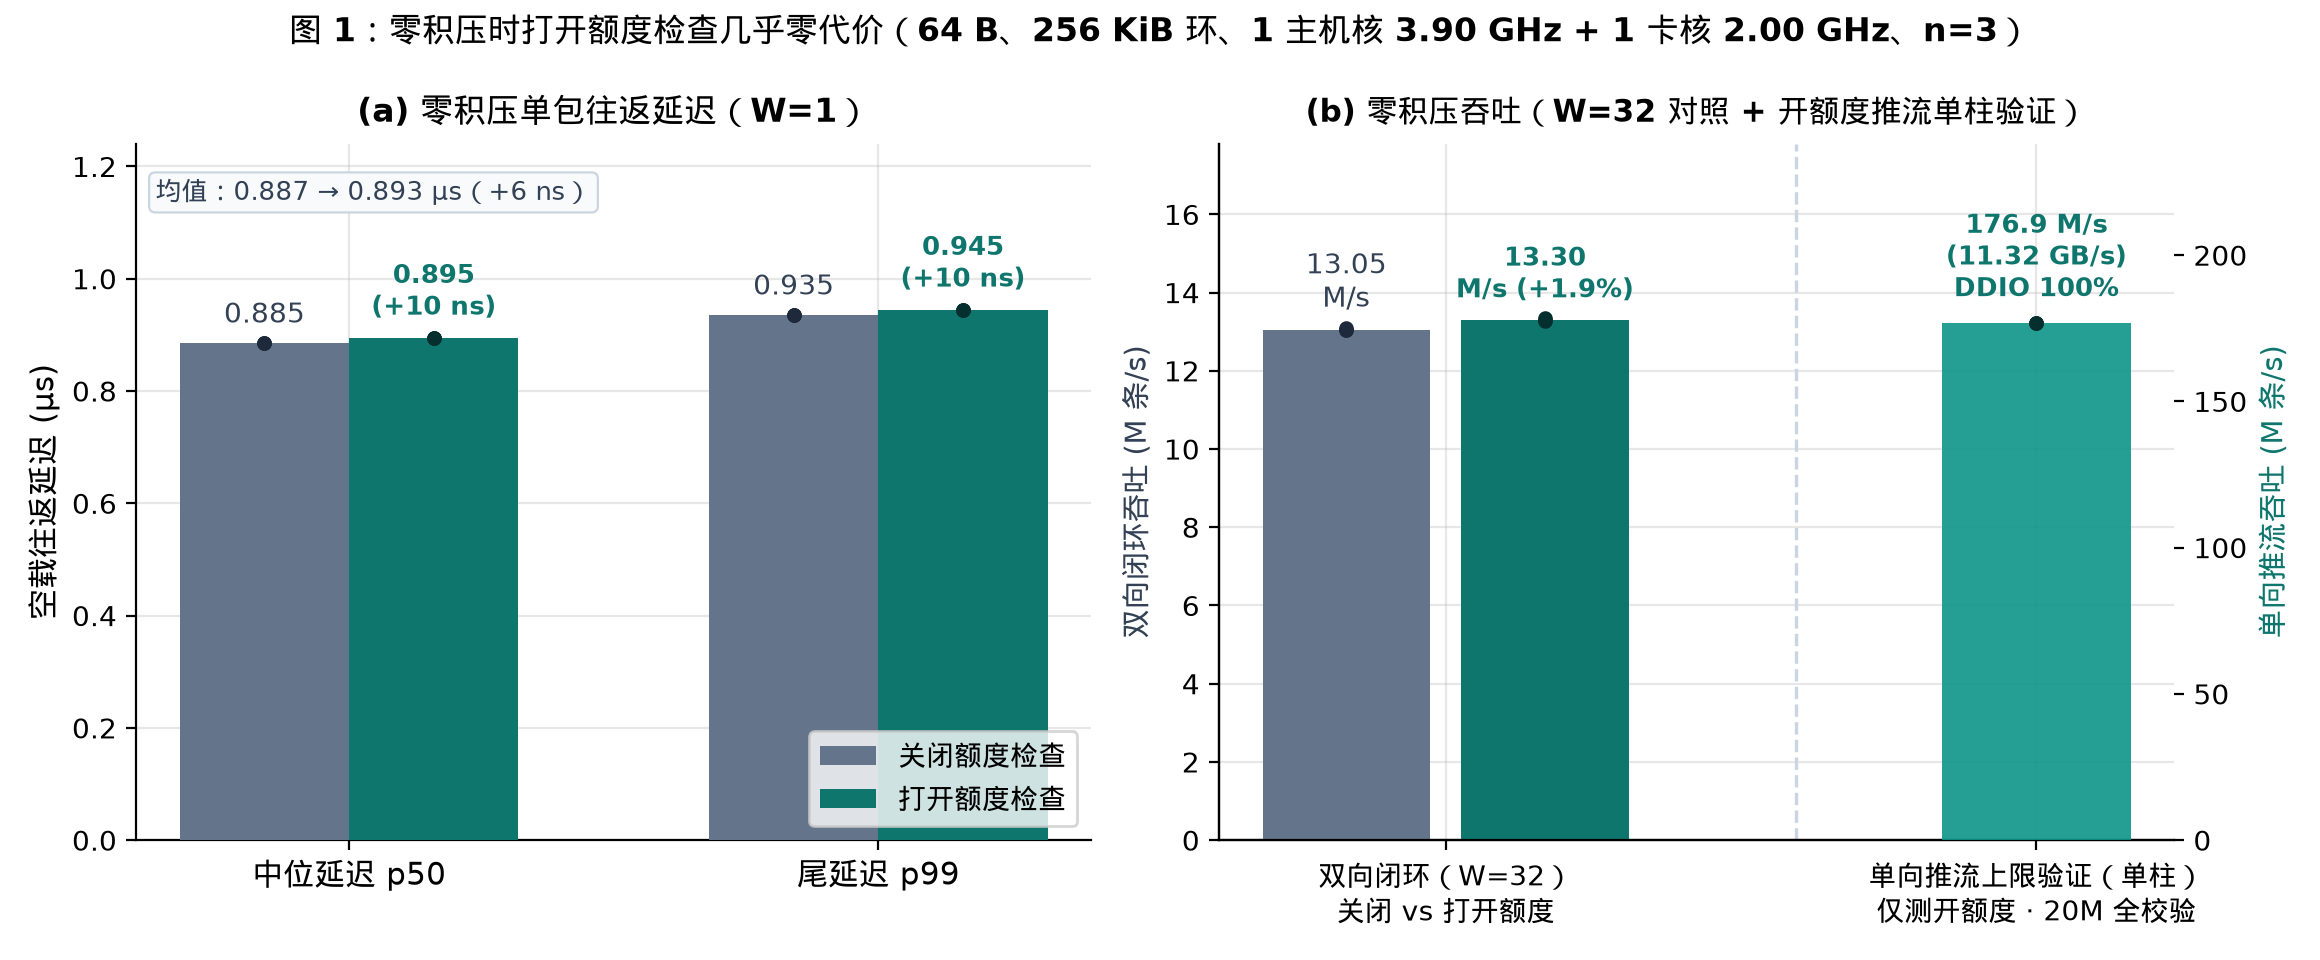 图 1：零积压时打开额度检查几乎零代价（64 B、256 KiB 环、1 主机核 3.90 GHz + 1 卡核 2.00 GHz、n=3）
(a) 零积压单包往返延迟（W=1）
均值：0.887 → 0.893 μs（+6 ns）
空载往返延迟 (μs)
1.2
1.0
0.8
0.6
0.4
0.2
0.0
0.885
0.895
(+10 ns)
0.935
0.945
(+10 ns)
关闭额度检查
打开额度检查
中位延迟 p50
尾延迟 p99
(b) 零积压吞吐（W=32 对照 + 开额度推流单柱验证）
双向闭环吞吐 (M 条/s)
16
14
12
10
8
6
4
2
0
13.05
M/s
13.30
M/s (+1.9%)
176.9 M/s
(11.32 GB/s)
DDIO 100%
200
150
100
50
0
单向推流吞吐 (M 条/s)
双向闭环（W=32）
关闭 vs 打开额度
单向推流上限验证（单柱）
仅测开额度 · 20M 全校验